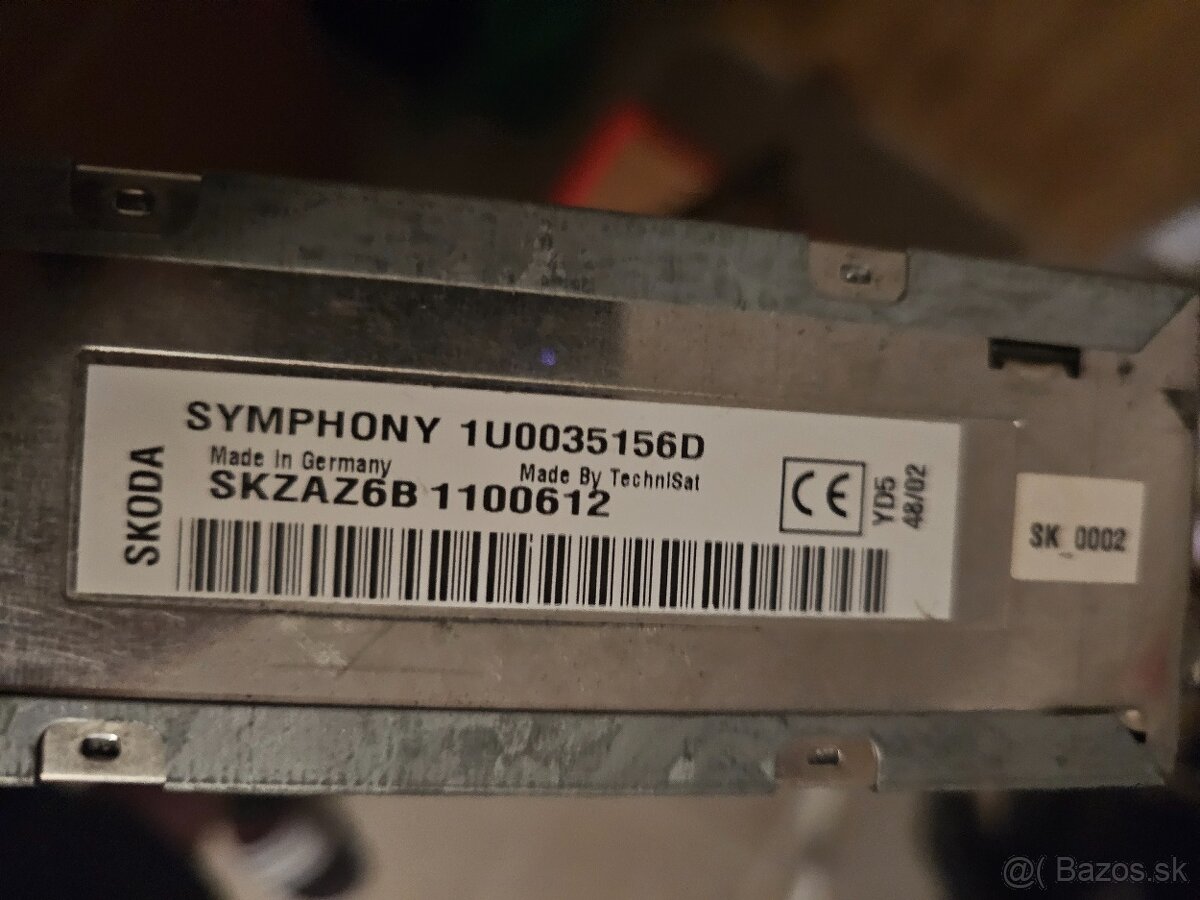 SYMPHONY 1U0035156D
Made In Germany
Made By TechniSat
SKZAZ6B 1100612
SKODA
CE
YD5
48/02
SK_0002
@( Bazos.sk